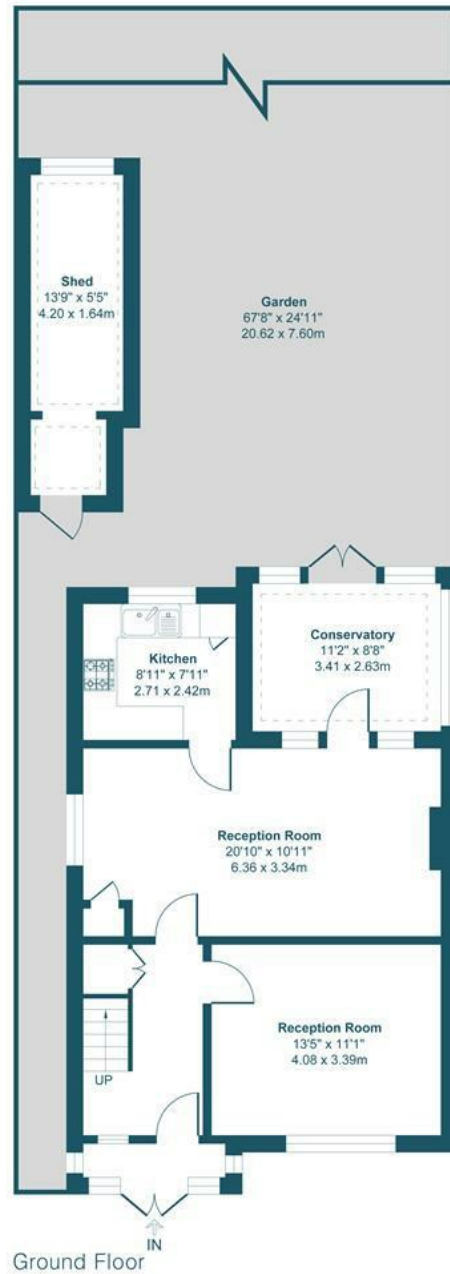 Shed
13'9" x 5'5"
4.20 x 1.64m
Garden
67'8" x 24'11"
20.62 x 7.60m
Conservatory
11'2" x 8'8"
3.41 x 2.63m
Kitchen
8'11" x 7'11"
2.71 x 2.42m
Reception Room
20'10" x 10'11"
6.36 x 3.34m
Reception Room
13'5" x 11'1"
4.08 x 3.39m
UP
IN
Ground Floor